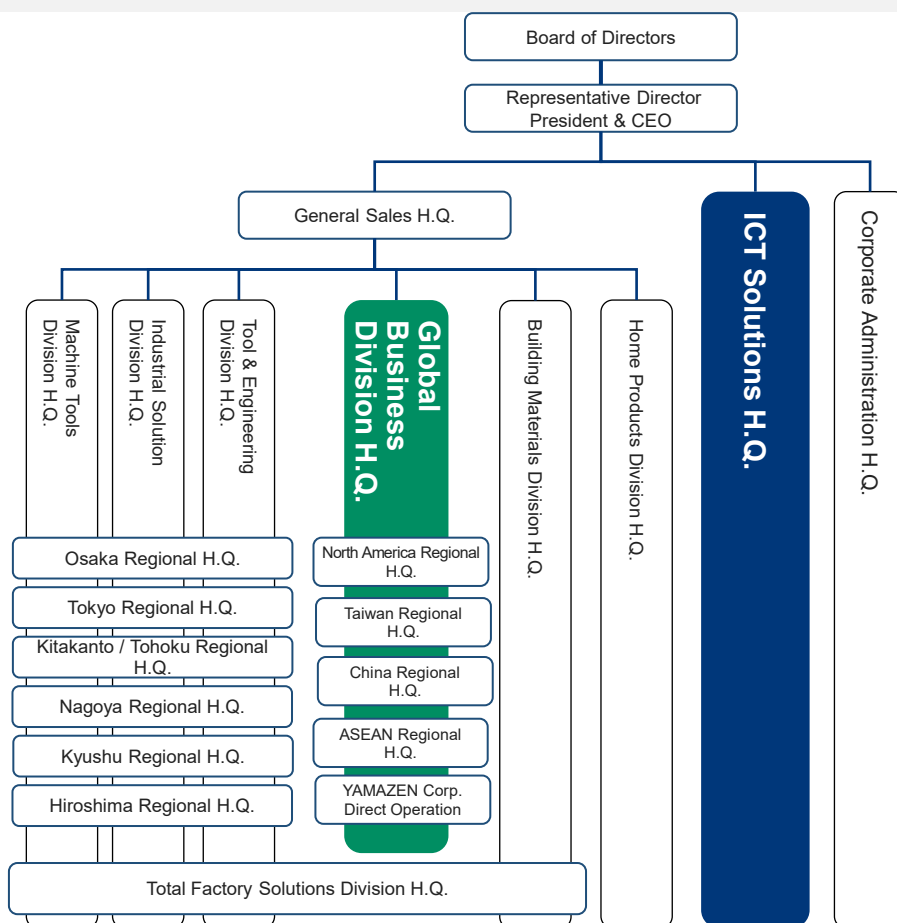 Board of Directors
Representative Director
President & CEO
General Sales H.Q.
ICT Solutions H.Q.
Corporate Administration H.Q.
Machine Tools
Division H.Q.
Industrial Solution
Division H.Q.
Tool & Engineering
Division H.Q.
Global
Business
Division H.Q.
Building Materials Division H.Q.
Home Products Division H.Q.
Osaka Regional H.Q.
Tokyo Regional H.Q.
Kitakanto / Tohoku Regional
H.Q.
Nagoya Regional H.Q.
Kyushu Regional H.Q.
Hiroshima Regional H.Q.
North America Regional
H.Q.
Taiwan Regional
H.Q.
China Regional
H.Q.
ASEAN Regional
H.Q.
YAMAZEN Corp.
Direct Operation
Total Factory Solutions Division H.Q.